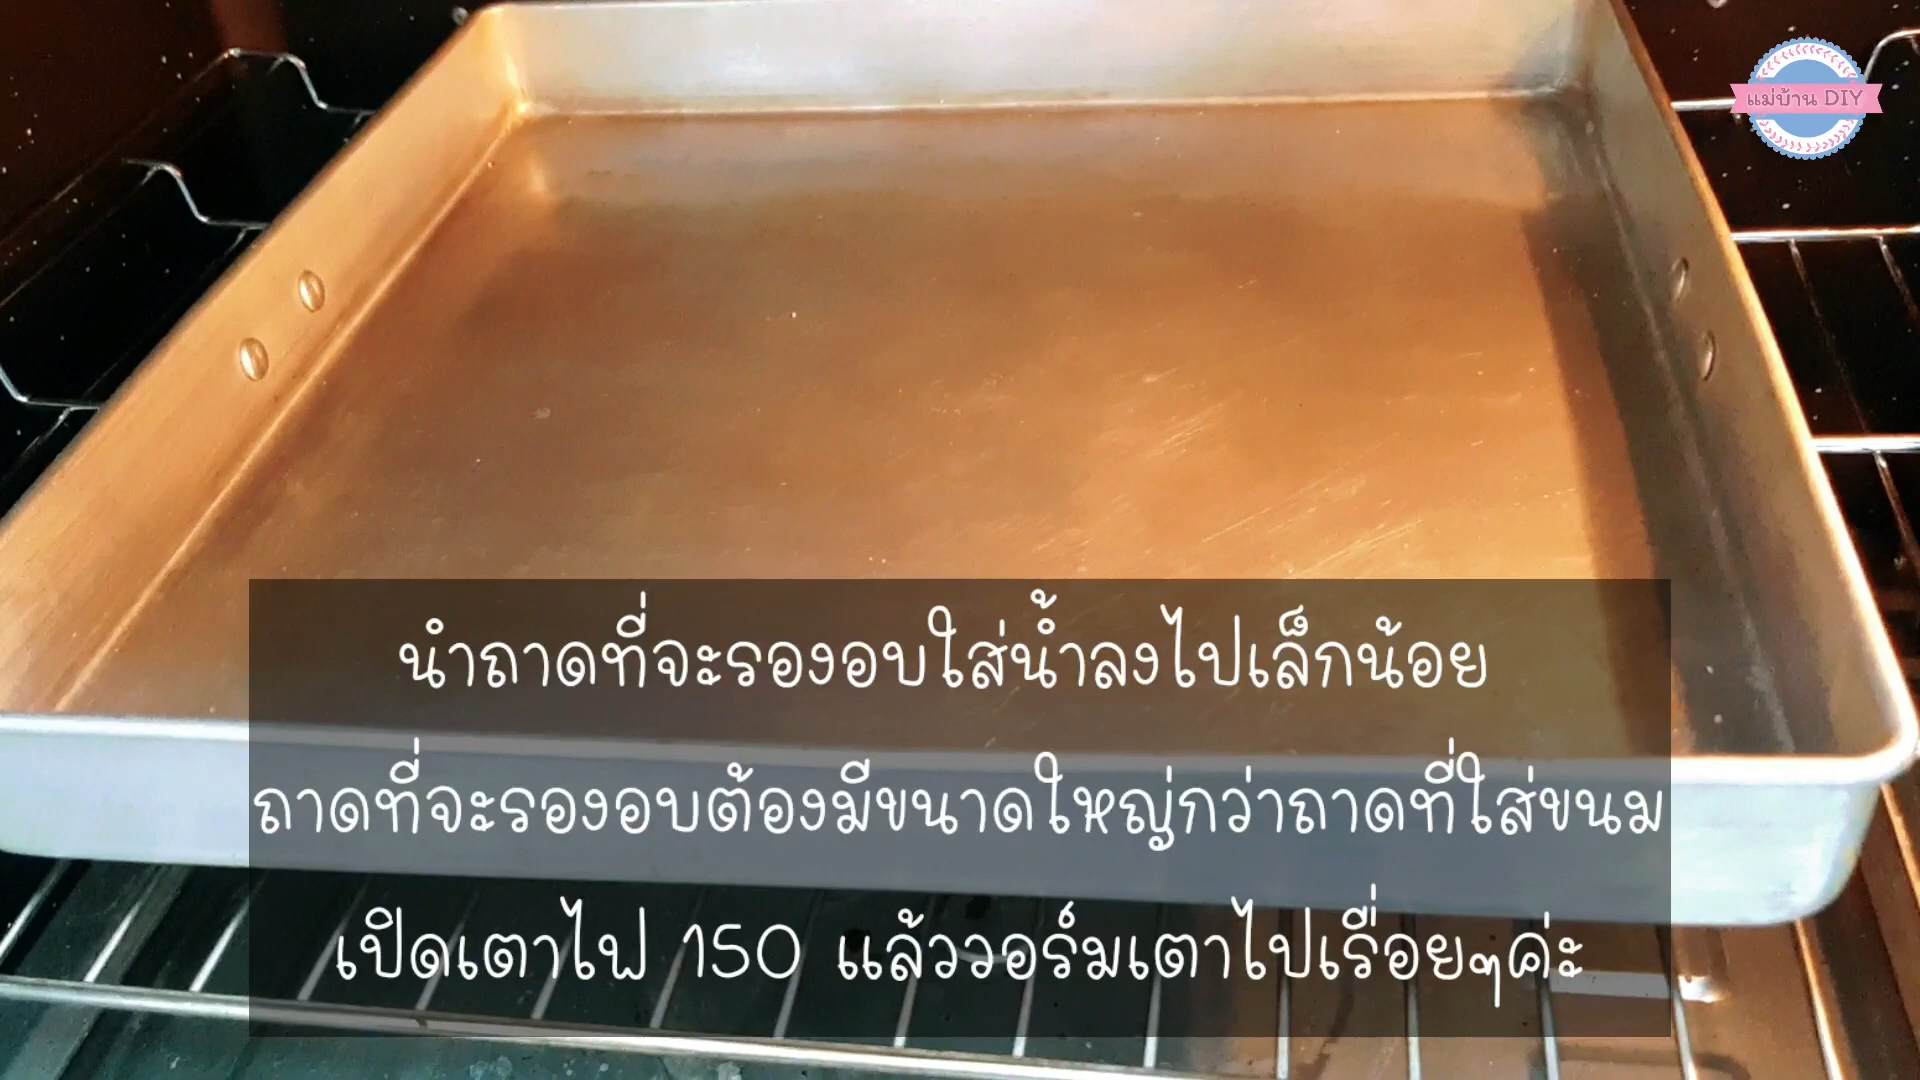 แม่บ้าน DIY
นำถาดที่จะรองอบใส่น้ำลงไปเล็กน้อย
ถาดที่จะรองอบต้องมีขนาดใหญ่กว่าถาดที่ใส่ขนม
เปิดเตาไฟ 150 แล้ววอร์มเตาไปเรื่อยๆค่ะ